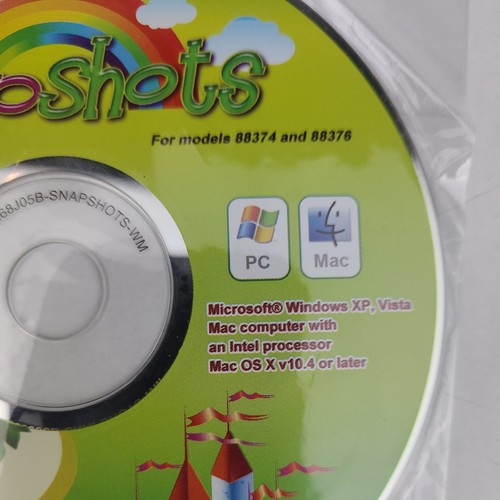 oshots
For models 88374 and 88376
68J05B-SNAPSHOTS-WM
PC
Mac
Microsoft® Windows XP, Vista
Mac computer with
an Intel processor
Mac OS X v10.4 or later